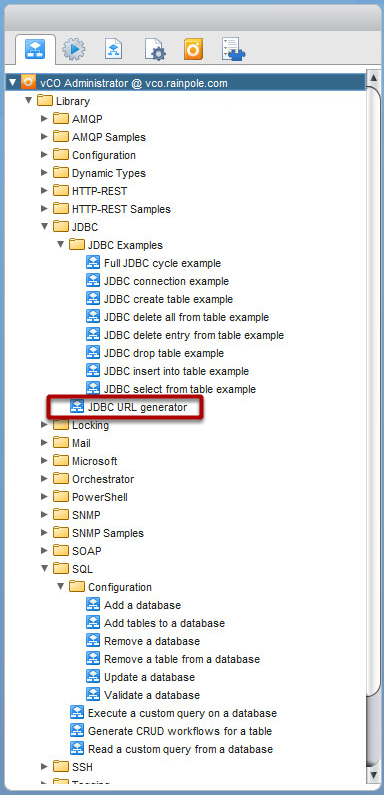 vCO Administrator @ vco.rainpole.com
Library
AMQP
AMQP Samples
Configuration
Dynamic Types
HTTP-REST
HTTP-REST Samples
JDBC
JDBC Examples
Full JDBC cycle example
JDBC connection example
JDBC create table example
JDBC delete all from table example
JDBC delete entry from table example
JDBC drop table example
JDBC insert into table example
JDBC select from table example
JDBC URL generator
Locking
Mail
Microsoft
Orchestrator
PowerShell
SNMP
SNMP Samples
SOAP
SQL
Configuration
Add a database
Add tables to a database
Remove a database
Remove a table from a database
Update a database
Validate a database
Execute a custom query on a database
Generate CRUD workflows for a table
Read a custom query from a database
SSH
Tagging